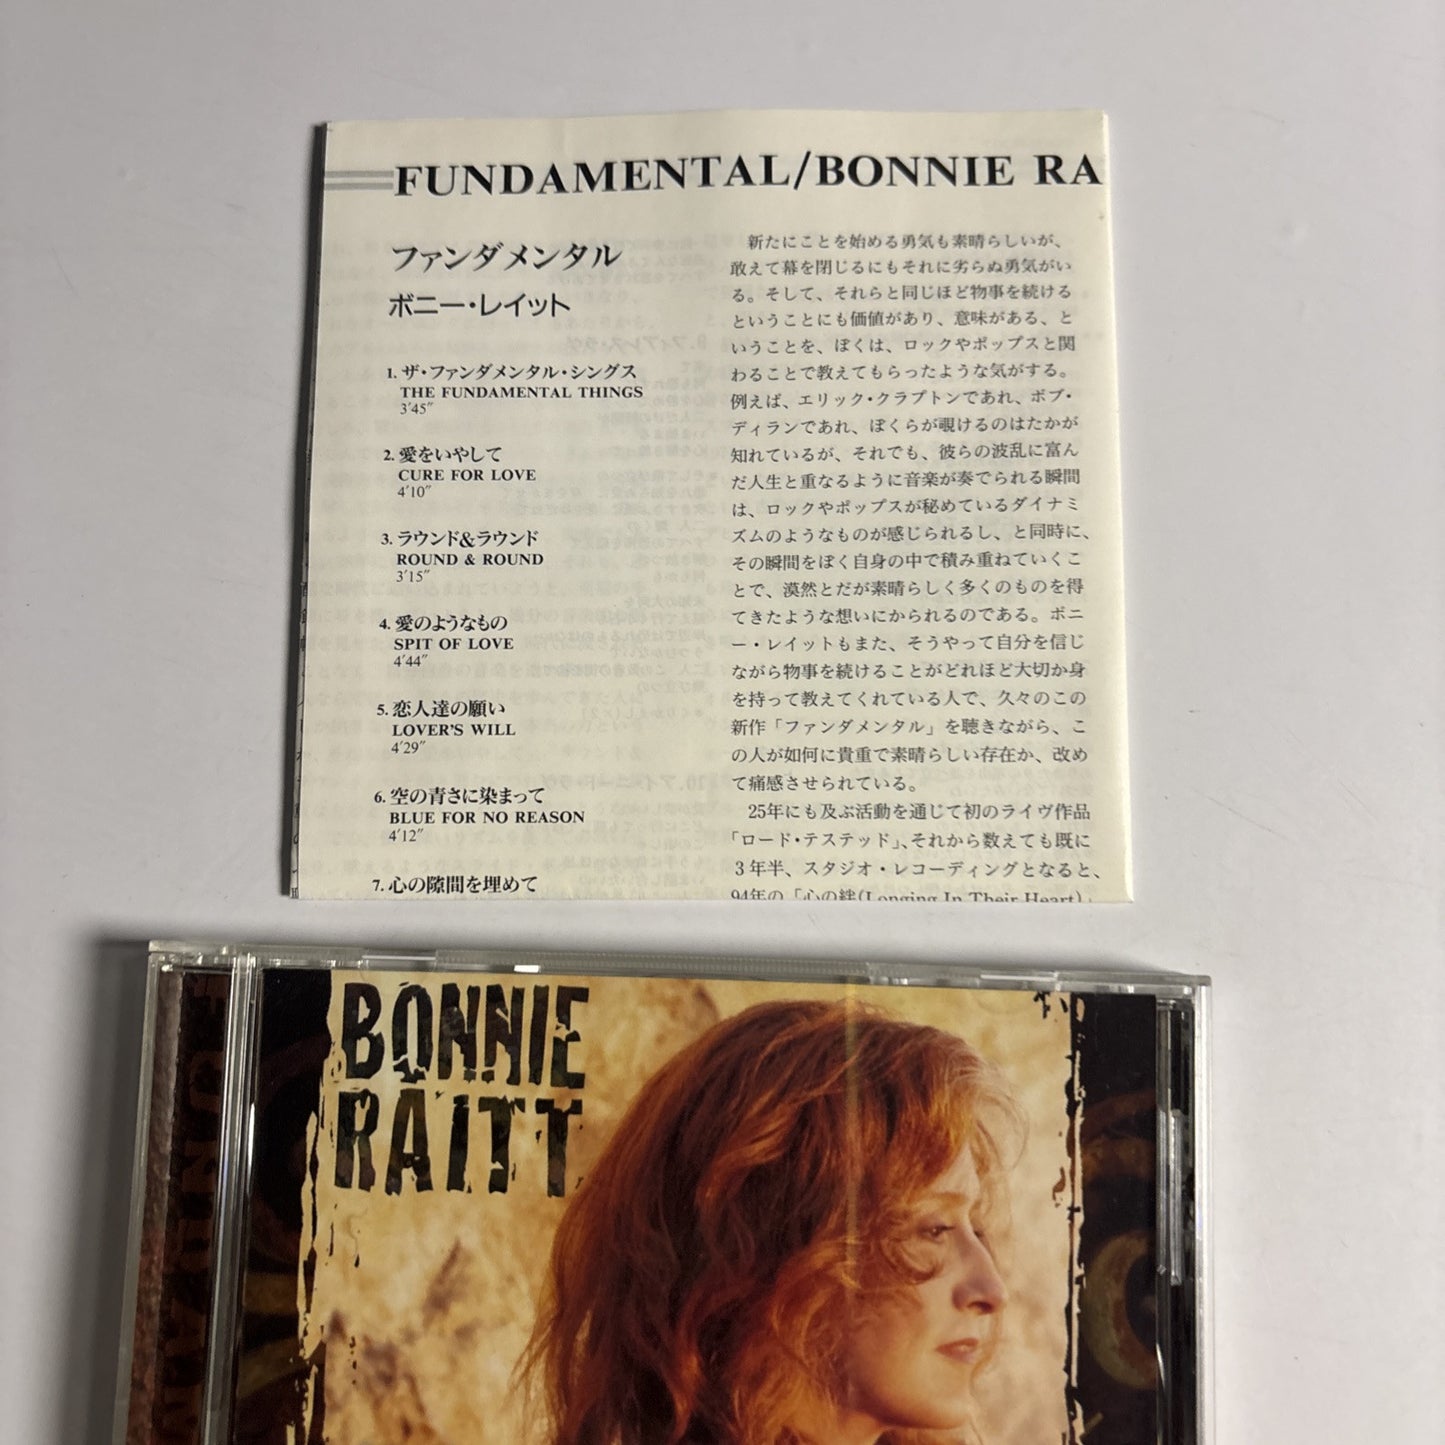 FUNDAMENTAL/BONNIE RA
ファンダメンタル
ボニー・レイット
1. ザ・ファンダメンタル・シングス
THE FUNDAMENTAL THINGS
3′45″
2. 愛をいやして
CURE FOR LOVE
4′10″
3. ラウンド&ラウンド
ROUND & ROUND
3′15″
4. 愛のようなもの
SPIT OF LOVE
4′44″
5. 恋人達の願い
LOVER'S WILL
4′29″
6. 空の青さに染まって
BLUE FOR NO REASON
4′12″
7. 心の隙間を埋めて
新たにことを始める勇気も素晴らしいが、
敢えて幕を閉じるにもそれに劣らぬ勇気がい
る。そして、それらと同じほど物事を続ける
ということにも価値があり、意味がある、と
いうことを、ぼくは、ロックやポップスと関
わることで教えてもらったような気がする。
例えば、エリック・クラプトンであれ、ボブ・
ディランであれ、ぼくらが覗けるのはたかが
知れているが、それでも、彼らの波乱に富ん
だ人生と重なるように音楽が奏でられる瞬間
は、ロックやポップスが秘めているダイナミ
ズムのようなものが感じられるし、と同時に、
その瞬間をぼく自身の中で積み重ねていくこ
とで、漠然とだが素晴らしく多くのものを得
てきたような想いにかられるのである。ボニ
ー・レイットもまた、そうやって自分を信じ
ながら物事を続けることがどれほど大切か身
を持って教えてくれている人で、久々のこの
新作「ファンダメンタル」を聴きながら、こ
の人が如何に貴重で素晴らしい存在か、改め
て痛感させられている。
25年にも及ぶ活動を通じて初のライヴ作品
「ロード・テステッド」、それから数えても既に
3年半、スタジオ・レコーディングとなると、
94年の「心の絆(Longing In Their Heart)」
BONNIE
RAITT